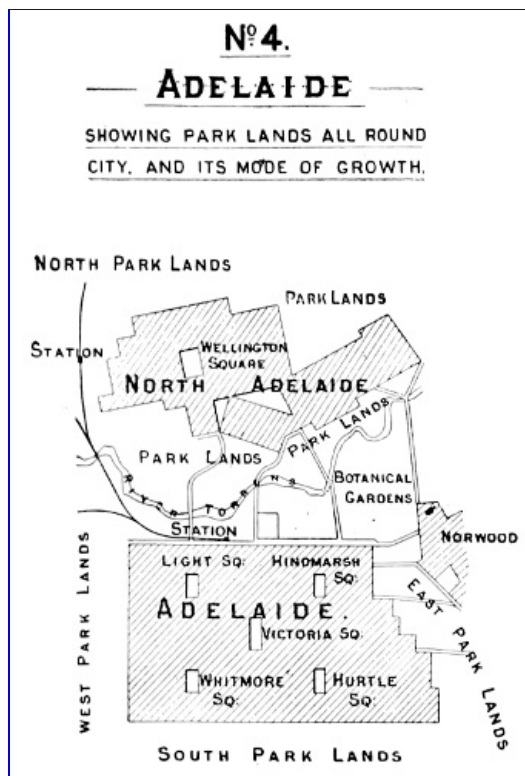 Nº 4.
ADELAIDE
SHOWING PARK LANDS ALL ROUND
CITY, AND ITS MODE OF GROWTH.
NORTH PARK LANDS
PARK LANDS
STATION
WELLINGTON
SQUARE
NORTH ADELAIDE
PARK LANDS
PARK LANDS
RIVER TORRENS
BOTANICAL
GARDENS
STATION
NORWOOD
LIGHT SQ:
HINDMARSH
SQ:
ADELAIDE.
VICTORIA SQ:
WHITMORE
SQ:
HURTLE
SQ:
WEST PARK LANDS
EAST PARK LANDS
SOUTH PARK LANDS